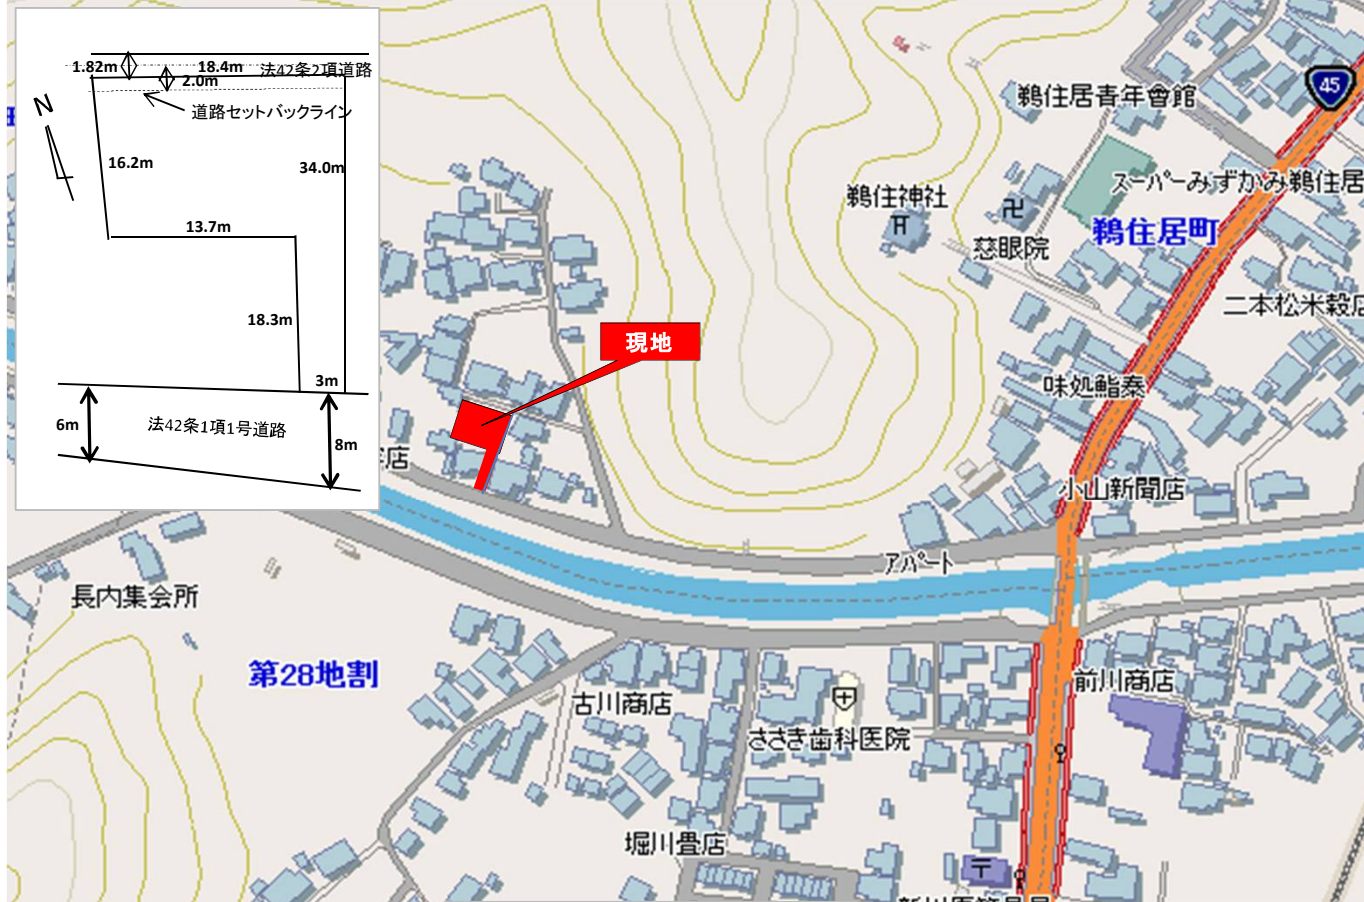 1.82m
18.4m
法42条2項道路
2.0m
道路セットバックライン
N
16.2m
34.0m
13.7m
18.3m
3m
6m
法42条1項1号道路
8m
現地
45
鵜住居青年會館
スーパーみずかみ鵜住居
鵜住神社
慈眼院
鵜住居町
二本松米穀店
味処鮨泰
店
小山新聞店
アパート
長内集会所
第28地割
古川商店
前川商店
ささき歯科医院
堀川畳店